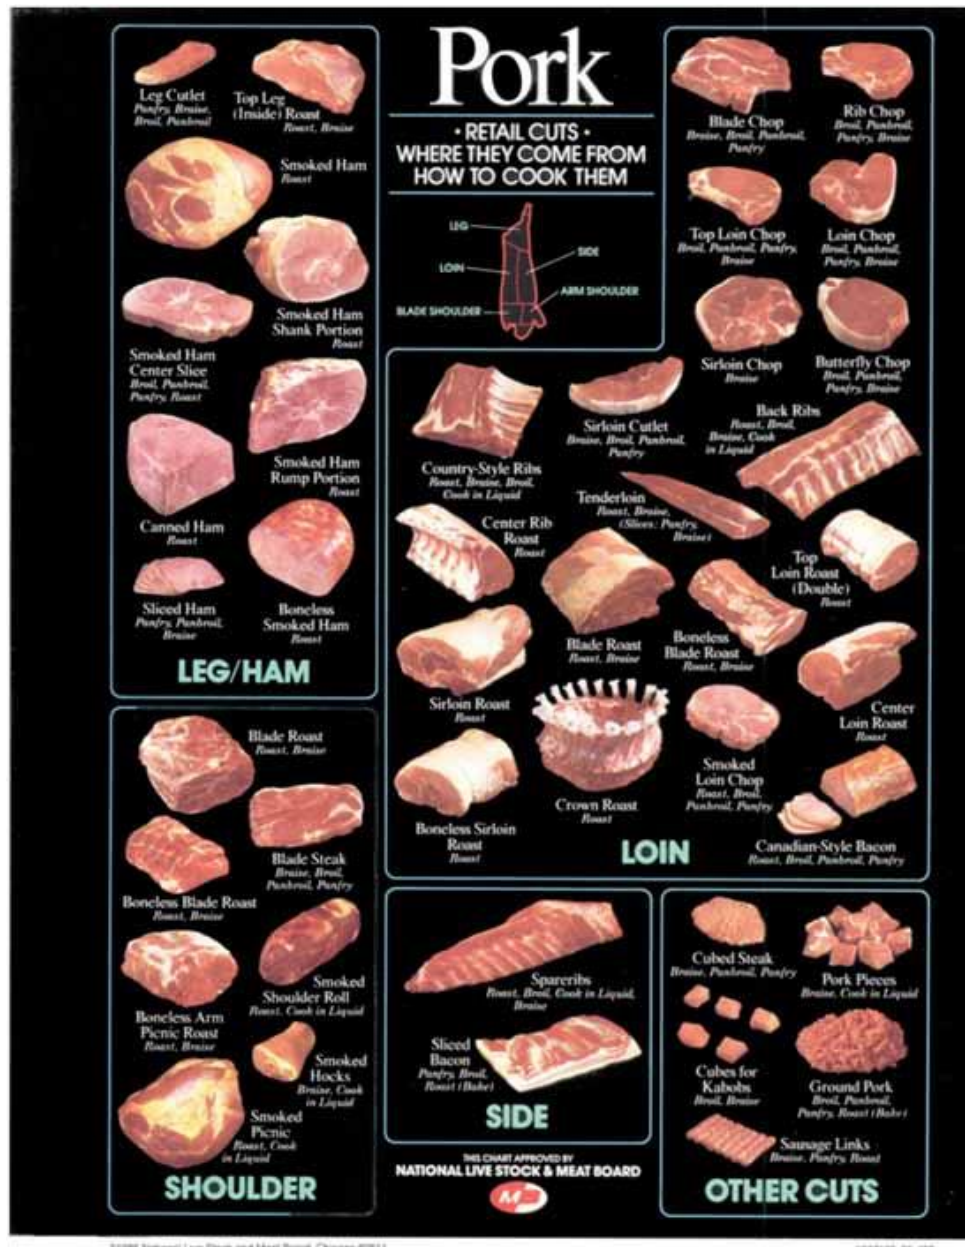 Pork
• RETAIL CUTS •
WHERE THEY COME FROM
HOW TO COOK THEM
LEG
LOIN
SIDE
ARM SHOULDER
BLADE SHOULDER
Leg Cutlet
Panfry, Braise,
Broil, Panbroil
Top Leg
(Inside) Roast
Roast, Braise
Smoked Ham
Roast
Smoked Ham
Shank Portion
Roast
Smoked Ham
Center Slice
Broil, Panbroil,
Panfry, Roast
Smoked Ham
Rump Portion
Roast
Canned Ham
Roast
Sliced Ham
Panfry, Panbroil,
Braise
Boneless
Smoked Ham
Roast
LEG/HAM
Blade Chop
Braise, Broil, Panbroil,
Panfry
Rib Chop
Broil, Panbroil,
Panfry, Braise
Top Loin Chop
Broil, Panbroil, Panfry,
Braise
Loin Chop
Broil, Panbroil,
Panfry, Braise
Sirloin Chop
Braise
Butterfly Chop
Broil, Panbroil,
Panfry, Braise
Country-Style Ribs
Roast, Braise, Broil,
Cook in Liquid
Sirloin Cutlet
Braise, Broil, Panbroil,
Panfry
Back Ribs
Roast, Broil,
Braise, Cook
in Liquid
Center Rib
Roast
Roast
Tenderloin
Roast, Braise,
(Slices: Panfry,
Braise)
Top
Loin Roast
(Double)
Roast
Blade Roast
Roast, Braise
Boneless
Blade Roast
Roast, Braise
Sirloin Roast
Roast
Center
Loin Roast
Roast
Boneless Sirloin
Roast
Roast
Crown Roast
Roast
Smoked
Loin Chop
Roast, Broil,
Panbroil, Panfry
Canadian-Style Bacon
Roast, Broil, Panbroil, Panfry
LOIN
Blade Roast
Roast, Braise
Blade Steak
Braise, Broil,
Panbroil, Panfry
Boneless Blade Roast
Roast, Braise
Smoked
Shoulder Roll
Roast, Cook in Liquid
Boneless Arm
Picnic Roast
Roast, Braise
Smoked
Hocks
Braise, Cook
in Liquid
Smoked
Picnic
Roast, Cook
in Liquid
SHOULDER
Spareribs
Roast, Broil, Cook in Liquid,
Braise
Sliced
Bacon
Panfry, Broil,
Roast (Bake)
SIDE
THIS CHART APPROVED BY
NATIONAL LIVE STOCK & MEAT BOARD
M
Cubed Steak
Braise, Panbroil, Panfry
Pork Pieces
Braise, Cook in Liquid
Cubes for
Kabobs
Broil, Braise
Ground Pork
Broil, Panbroil,
Panfry, Roast (Bake)
Sausage Links
Braise, Panfry, Roast
OTHER CUTS